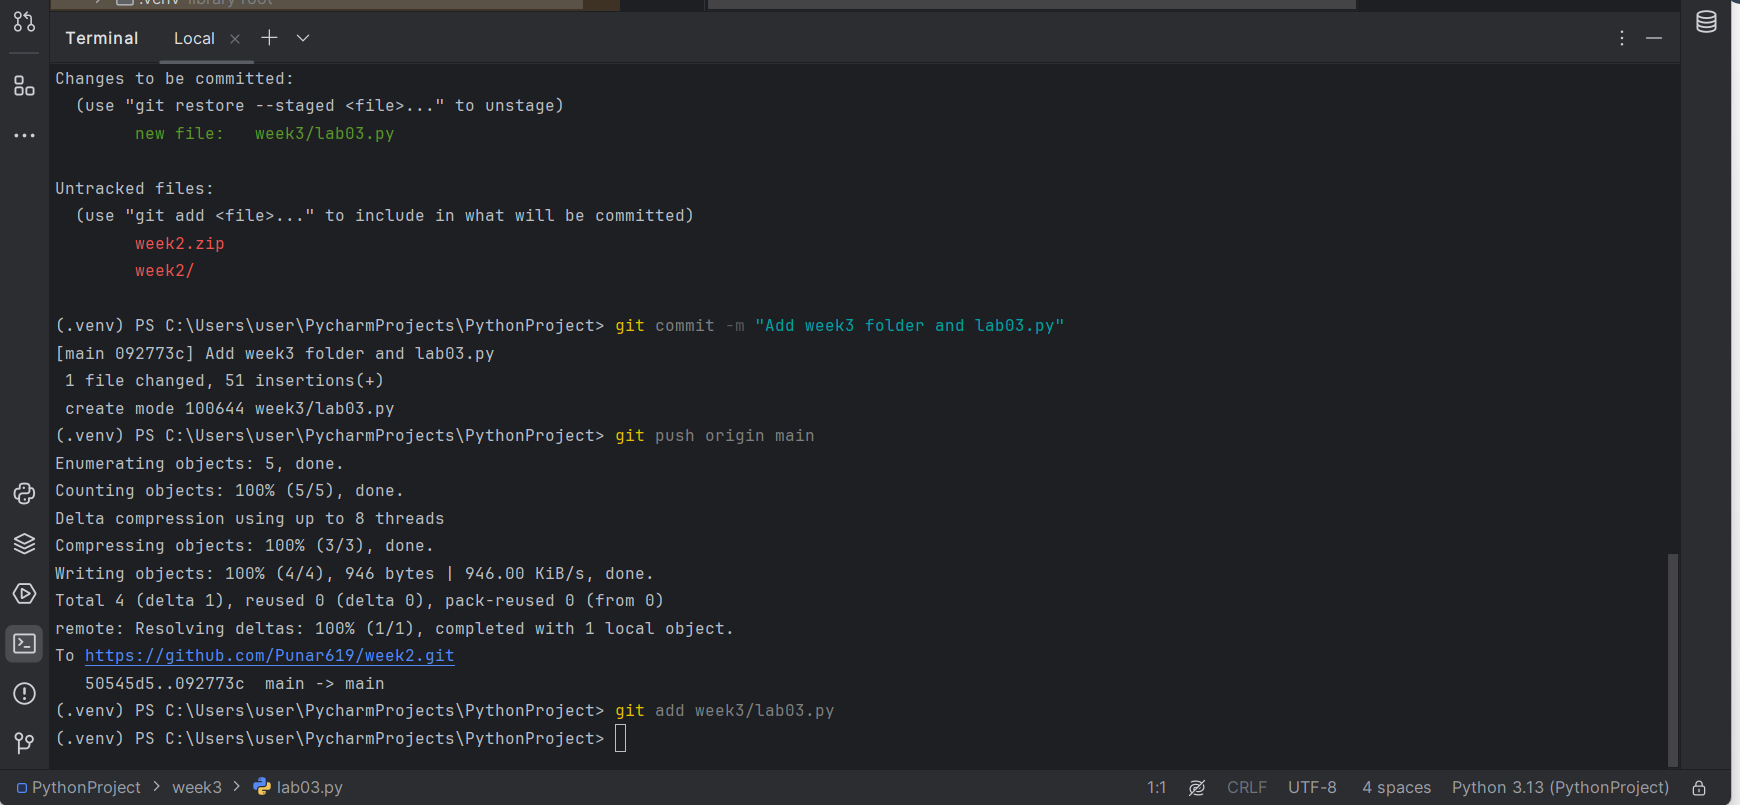 .venv library root
Terminal Local
Changes to be committed:
(use "git restore --staged <file>..." to unstage)
new file: week3/lab03.py
Untracked files:
(use "git add <file>..." to include in what will be committed)
week2.zip
week2/
(.venv) PS C:\Users\user\PycharmProjects\PythonProject> git commit -m "Add week3 folder and lab03.py"
[main 092773c] Add week3 folder and lab03.py
1 file changed, 51 insertions(+)
create mode 100644 week3/lab03.py
(.venv) PS C:\Users\user\PycharmProjects\PythonProject> git push origin main
Enumerating objects: 5, done.
Counting objects: 100% (5/5), done.
Delta compression using up to 8 threads
Compressing objects: 100% (3/3), done.
Writing objects: 100% (4/4), 946 bytes | 946.00 KiB/s, done.
Total 4 (delta 1), reused 0 (delta 0), pack-reused 0 (from 0)
remote: Resolving deltas: 100% (1/1), completed with 1 local object.
To https://github.com/Punar619/week2.git
50545d5..092773c main -> main
(.venv) PS C:\Users\user\PycharmProjects\PythonProject> git add week3/lab03.py
(.venv) PS C:\Users\user\PycharmProjects\PythonProject>
PythonProject > week3 > lab03.py 1:1 CRLF UTF-8 4 spaces Python 3.13 (PythonProject)